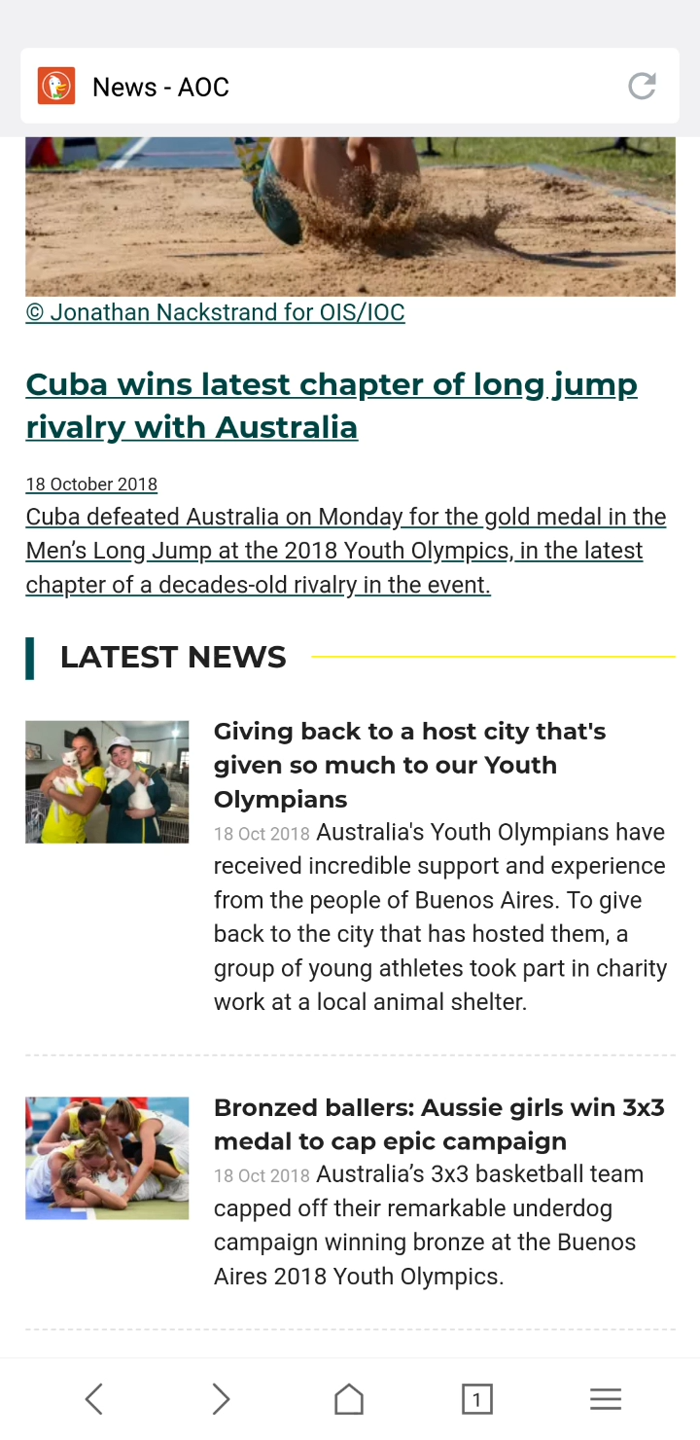 News - AOC
© Jonathan Nackstrand for OIS/IOC
Cuba wins latest chapter of long jump
rivalry with Australia
18 October 2018
Cuba defeated Australia on Monday for the gold medal in the
Men’s Long Jump at the 2018 Youth Olympics, in the latest
chapter of a decades-old rivalry in the event.
LATEST NEWS
Giving back to a host city that's
given so much to our Youth
Olympians
18 Oct 2018 Australia's Youth Olympians have
received incredible support and experience
from the people of Buenos Aires. To give
back to the city that has hosted them, a
group of young athletes took part in charity
work at a local animal shelter.
Bronzed ballers: Aussie girls win 3x3
medal to cap epic campaign
18 Oct 2018 Australia’s 3x3 basketball team
capped off their remarkable underdog
campaign winning bronze at the Buenos
Aires 2018 Youth Olympics.
1